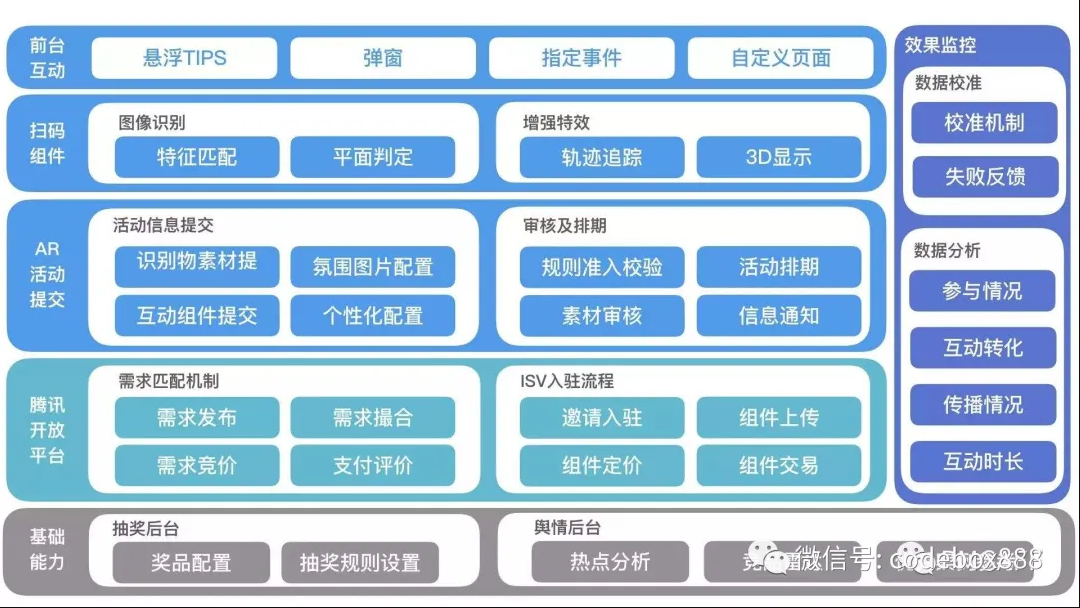 前台
互动
悬浮TIPS
弹窗
指定事件
自定义页面
扫码
组件
图像识别
特征匹配
平面判定
增强特效
轨迹追踪
3D显示
AR
活动
提交
活动信息提交
识别物素材提
氛围图片配置
互动组件提交
个性化配置
审核及排期
规则准入校验
活动排期
素材审核
信息通知
腾讯
开放
平台
需求匹配机制
需求发布
需求撮合
需求竞价
支付评价
ISV入驻流程
邀请入驻
组件上传
组件定价
组件交易
基础
能力
抽奖后台
奖品配置
抽奖规则设置
舆情后台
热点分析
效果监控
数据校准
校准机制
失败反馈
数据分析
参与情况
互动转化
传播情况
互动时长
微信号: codebox888